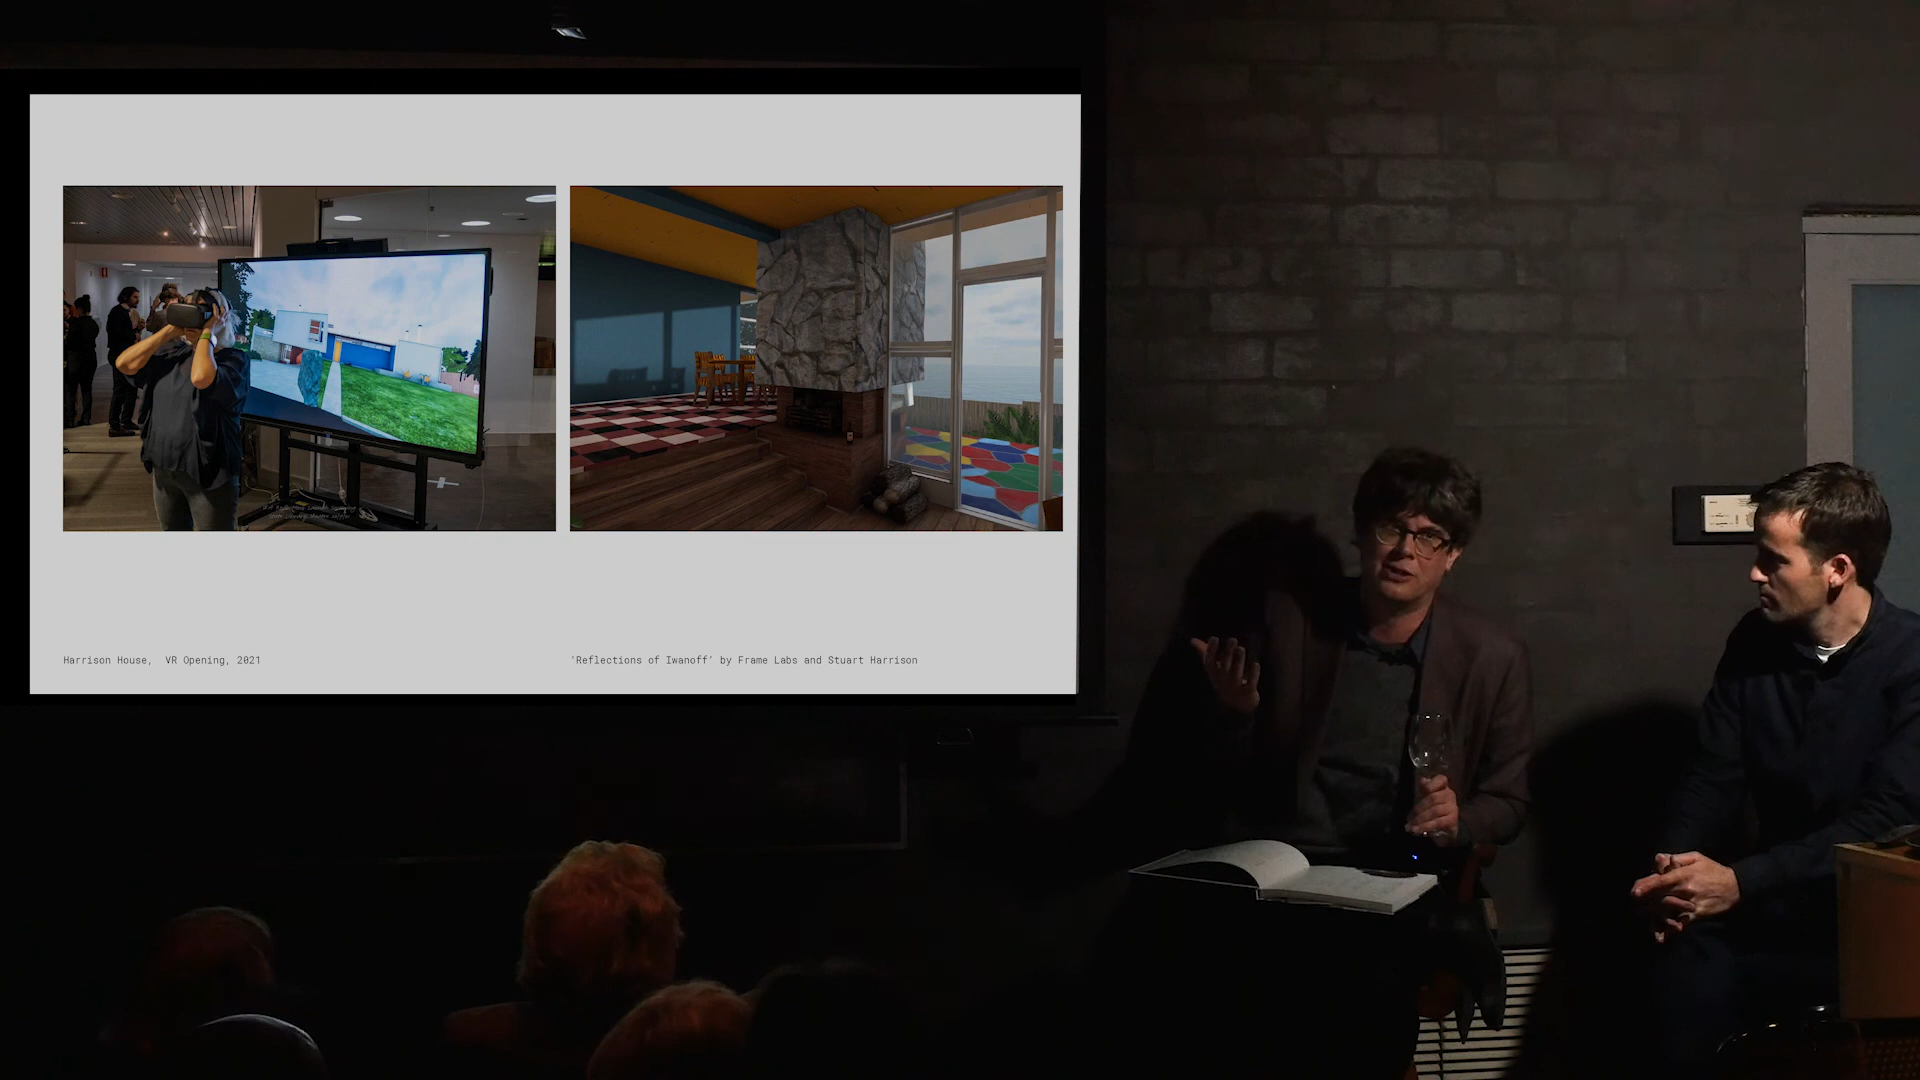 Harrison House,  VR Opening, 2021
'Reflections of Iwanoff' by Frame Labs and Stuart Harrison